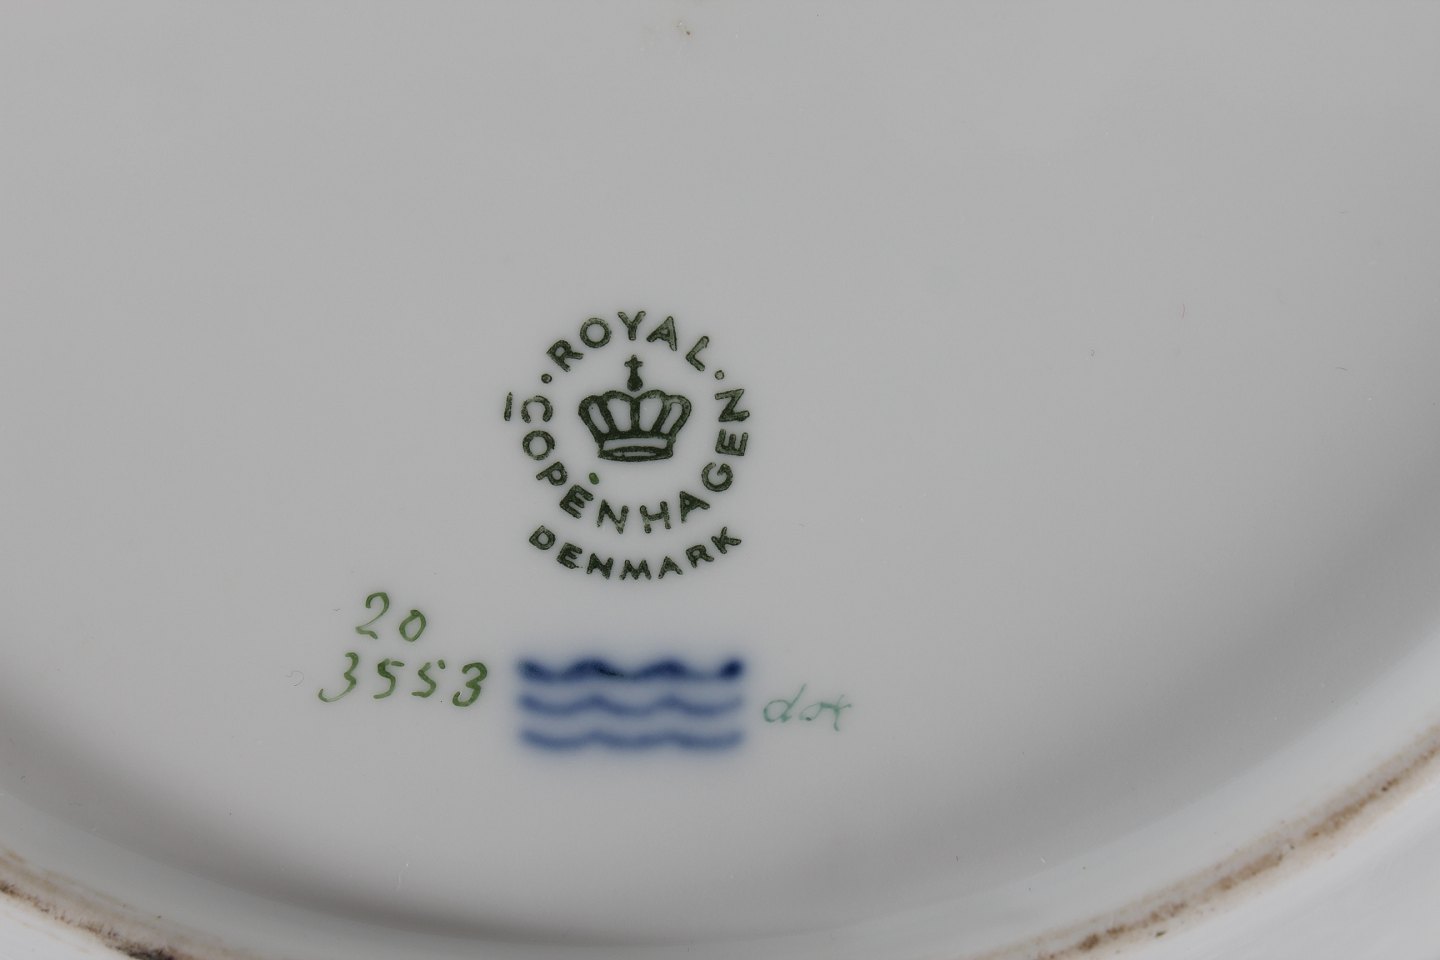 ROYAL
COPENHAGEN
DENMARK
20
3553